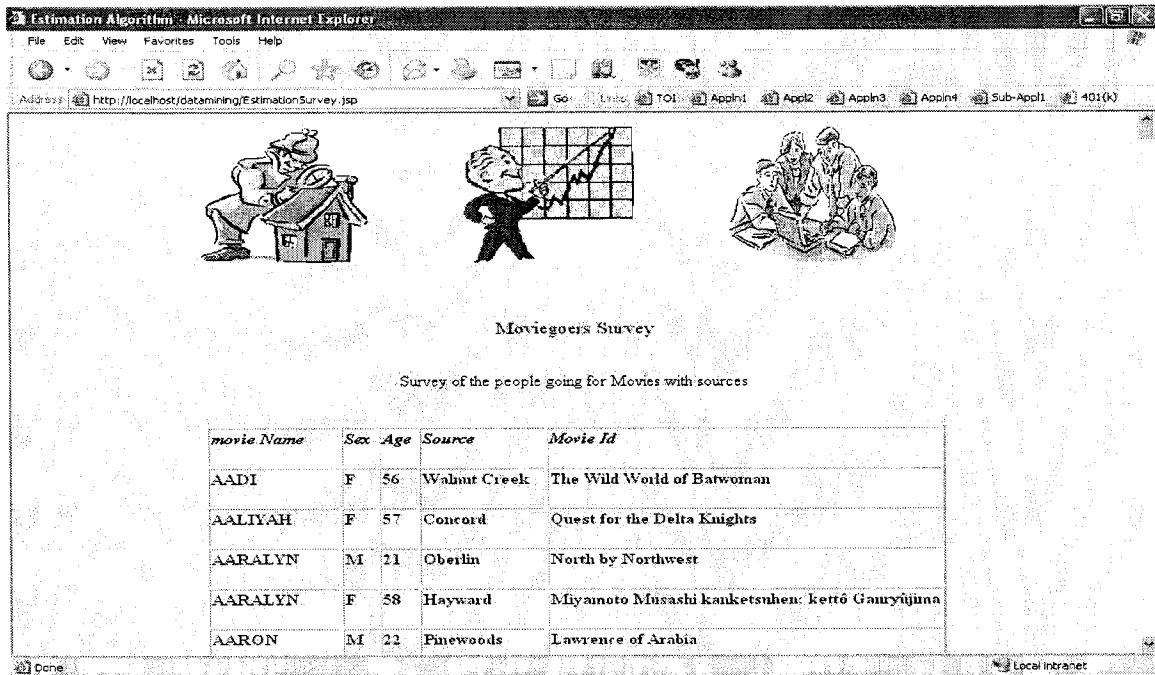 Estimation Algorithm - Microsoft Internet Explorer
File Edit View Favorites Tools Help
Address http://localhost/datamining/EstimationSurvey.jsp Go Links TOI Appln1 Appl2 Appln3 Appln4 Sub-Appl1 401(k)
Moviegoers Survey
Survey of the people going for Movies with sources
movie Name Sex Age Source Movie Id
AADI F 56 Walnut Creek The Wild World of Batwoman
AALIYAH F 57 Concord Quest for the Delta Knights
AARALYN M 21 Oberlin North by Northwest
AARALYN F 58 Hayward Miyamoto Musashi kanketsuhen: kettô Ganryûjima
AARON M 22 Pinewoods Lawrence of Arabia
Done Local intranet